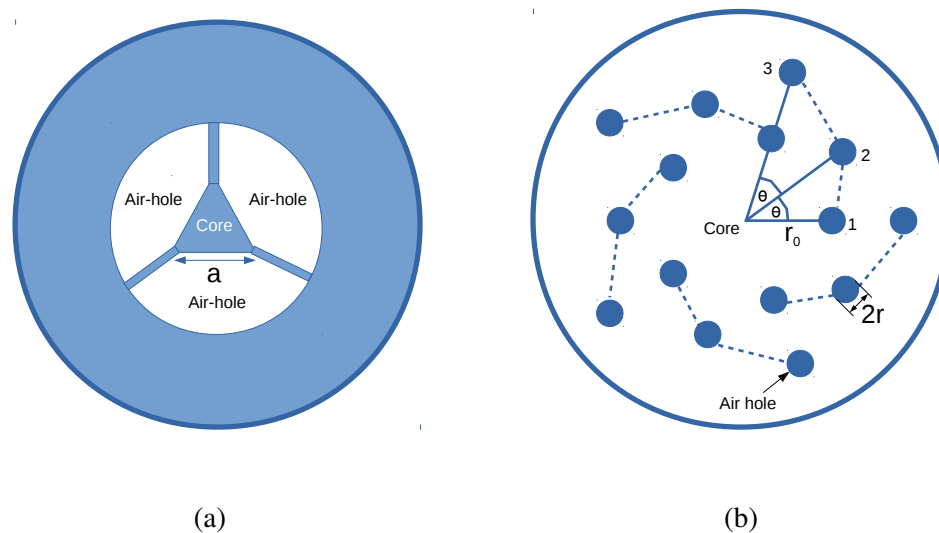 Air-hole
Air-hole
Core
a
Air-hole
(a)
3
2
θ
θ
1
Core
r0
2r
Air hole
(b)